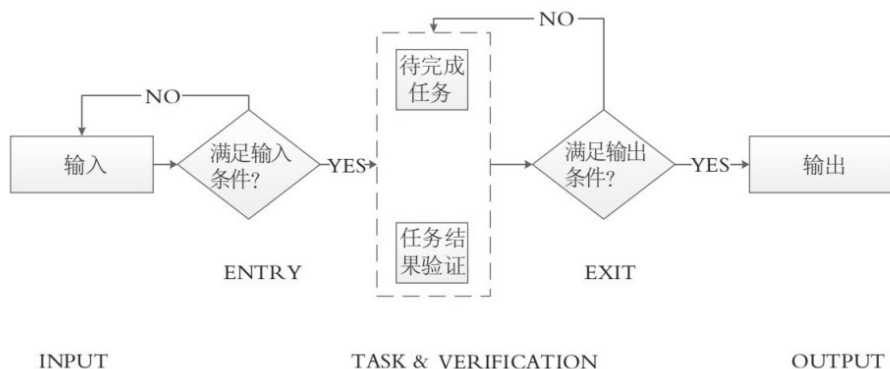 NO
待完成
任务
NO
输入
满足输入
条件?
YES
满足输出
条件?
YES
输出
任务结
果验证
ENTRY
EXIT
INPUT
TASK & VERIFICATION
OUTPUT